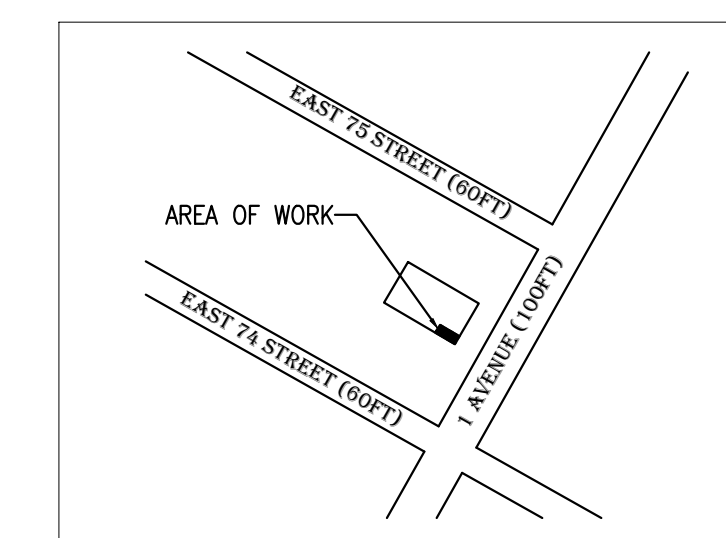 EAST 75 STREET (60FT)
AREA OF WORK
EAST 74 STREET (60FT)
1 AVENUE (100FT)